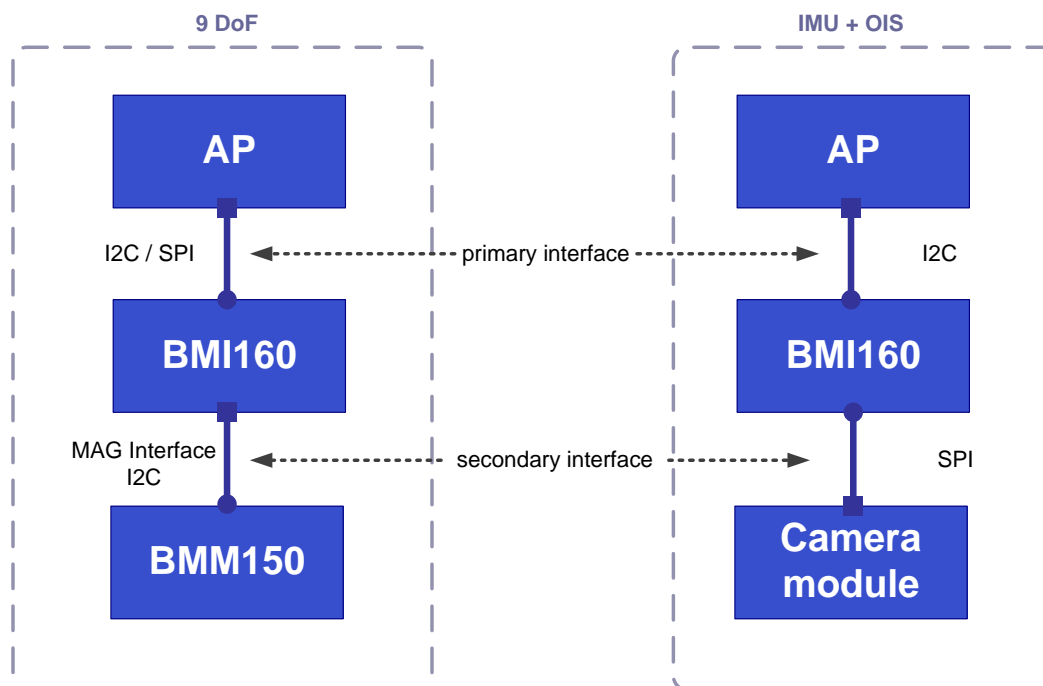 9 DoF
IMU + OIS
AP
AP
I2C / SPI
primary interface
I2C
BMI160
BMI160
MAG Interface
I2C
secondary interface
SPI
BMM150
Camera
module